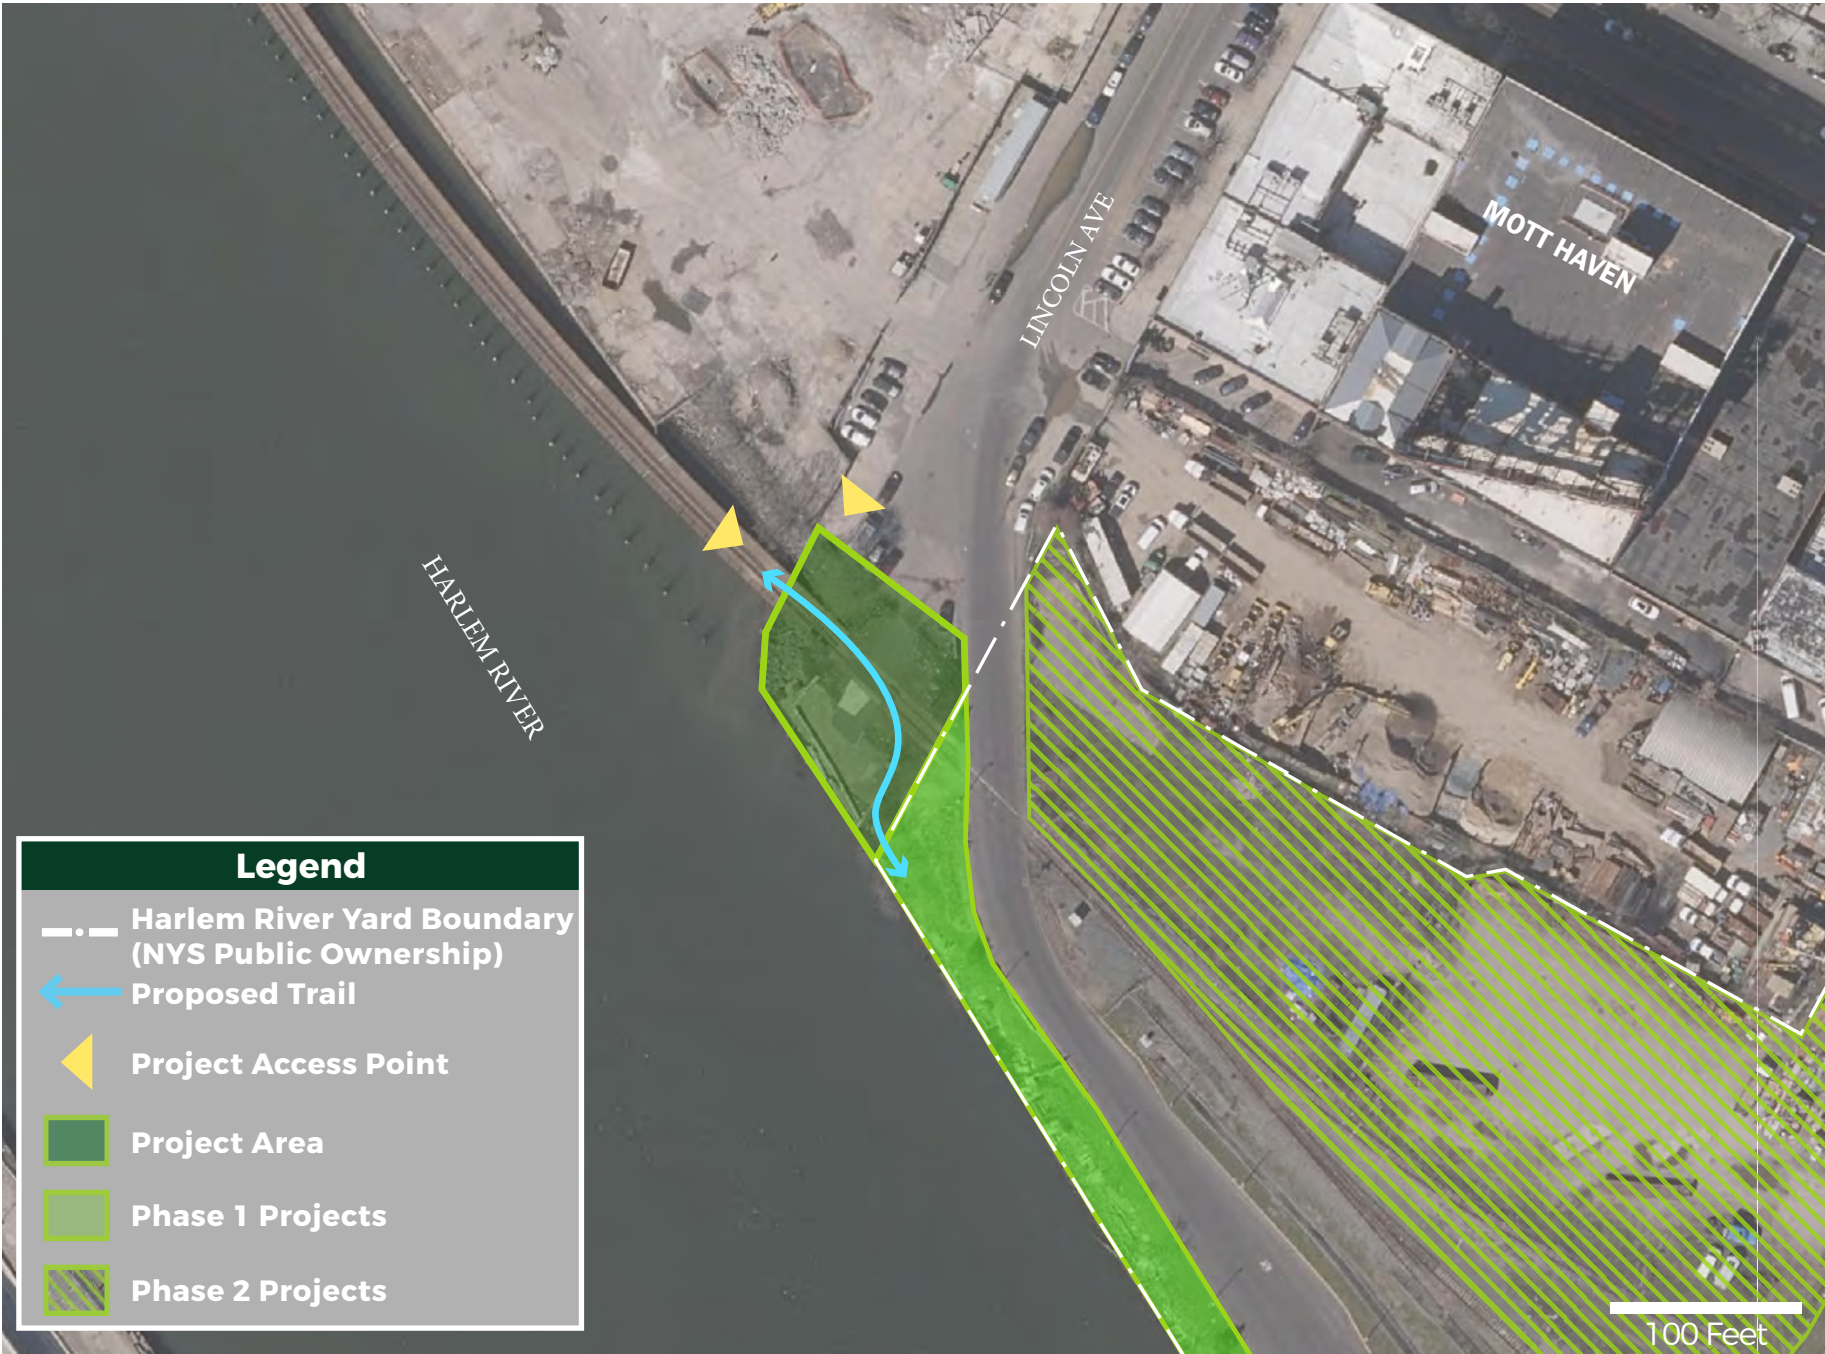 LINCOLN AVE
MOTT HAVEN
HARLEM RIVER
Legend
Harlem River Yard Boundary
(NYS Public Ownership)
Proposed Trail
Project Access Point
Project Area
Phase 1 Projects
Phase 2 Projects
100 Feet